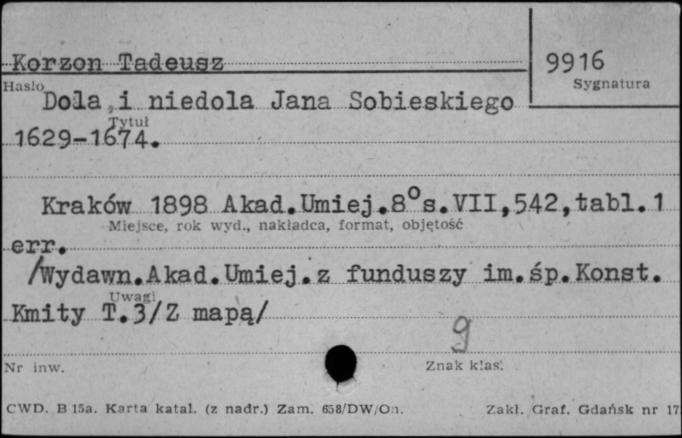 Korzon Tadeusz
9916
Hasło
Sygnatura
Dola i niedola Jana Sobieskiego
Tytuł
1629-1674.
Kraków 1898 Akad.Umiej.8°s.VII,542,tabl.1
Miejsce, rok wyd., nakładca, format, objętość
err.
/Wydawn.Akad.Umiej.z funduszy im.śp.Konst.
Uwagi
Kmity T.3/Z mapą/
g
Nr inw.
Znak klas.
CWD. B 15a. Karta katal. (z nadr.) Zam. 658/DW/On.
Zakł. Graf. Gdańsk nr 17